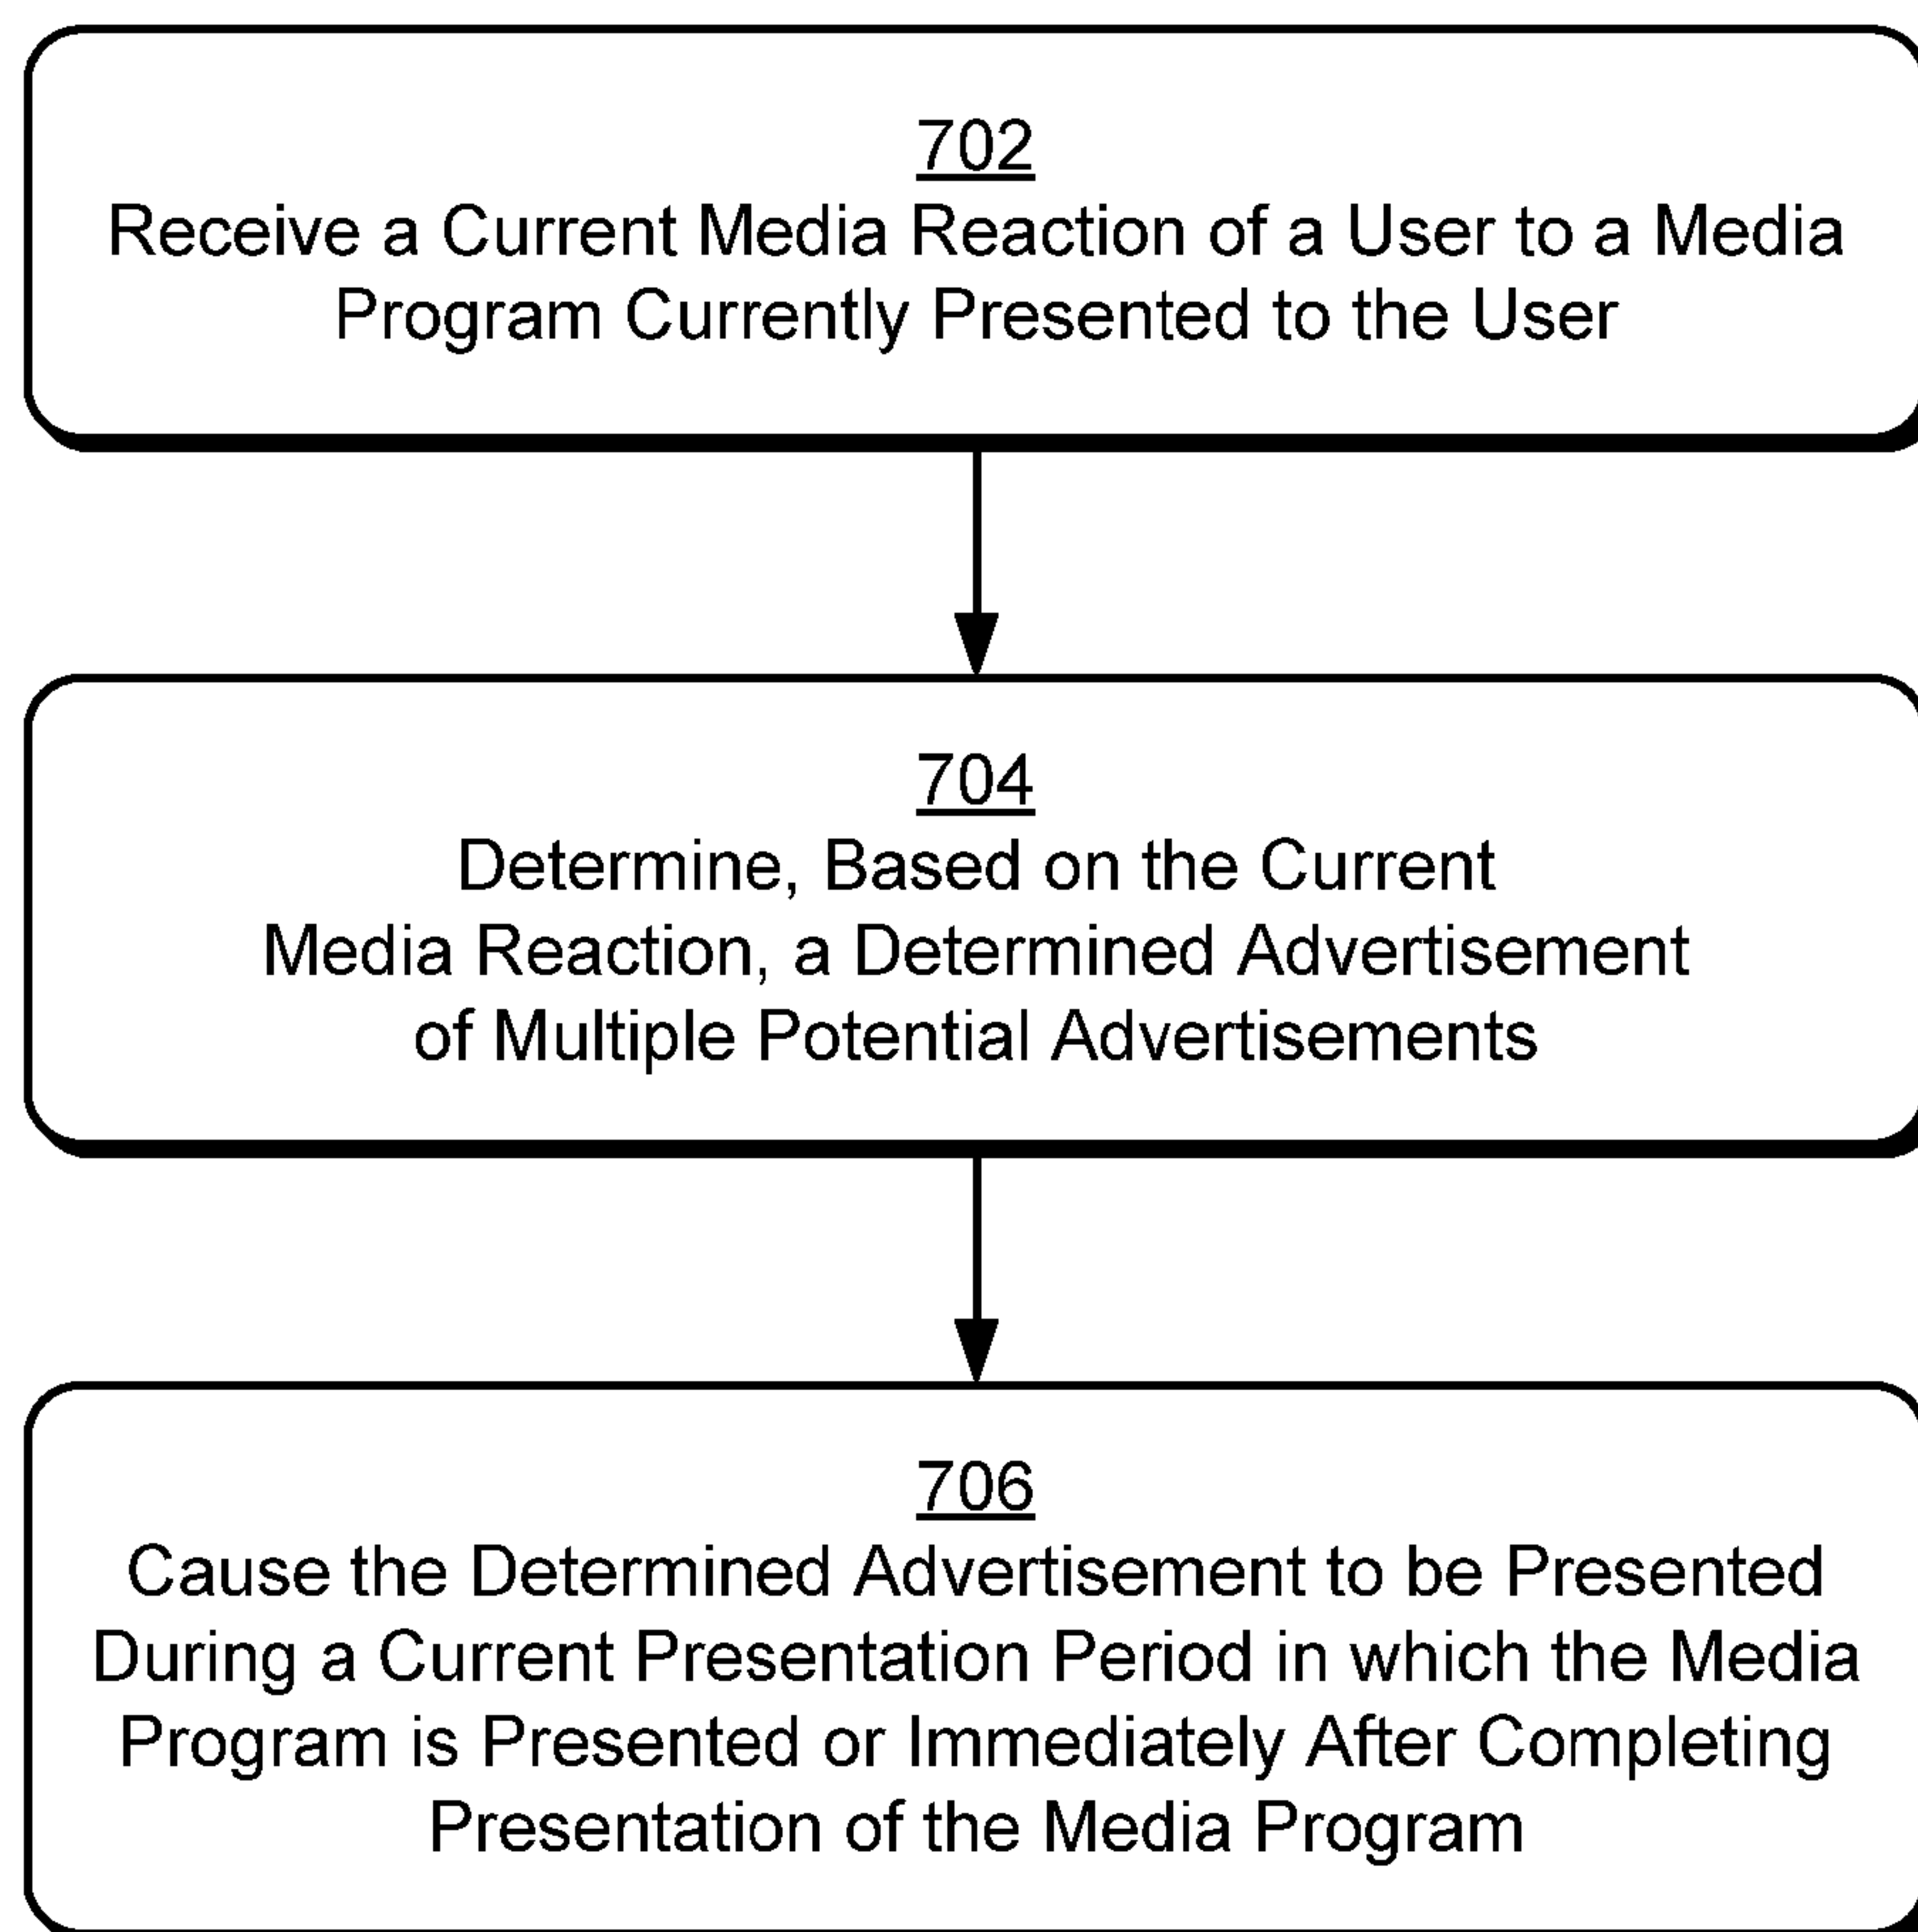 702
Receive a Current Media Reaction of a User to a Media
Program Currently Presented to the User
704
Determine, Based on the Current
Media Reaction, a Determined Advertisement
of Multiple Potential Advertisements
706
Cause the Determined Advertisement to be Presented
During a Current Presentation Period in which the Media
Program is Presented or Immediately After Completing
Presentation of the Media Program